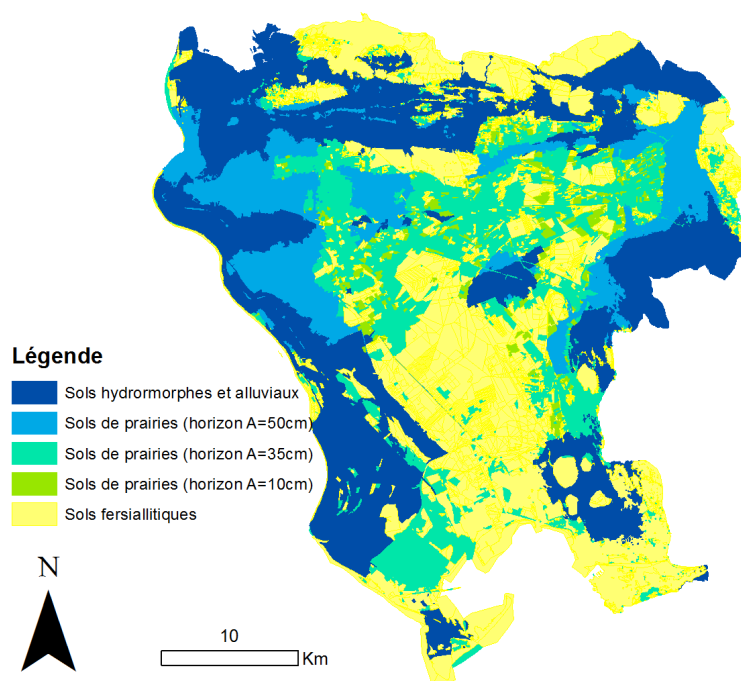 Légende
Sols hydrormorphes et alluviaux
Sols de prairies (horizon A=50cm)
Sols de prairies (horizon A=35cm)
Sols de prairies (horizon A=10cm)
Sols fersiallitiques
N
10
Km